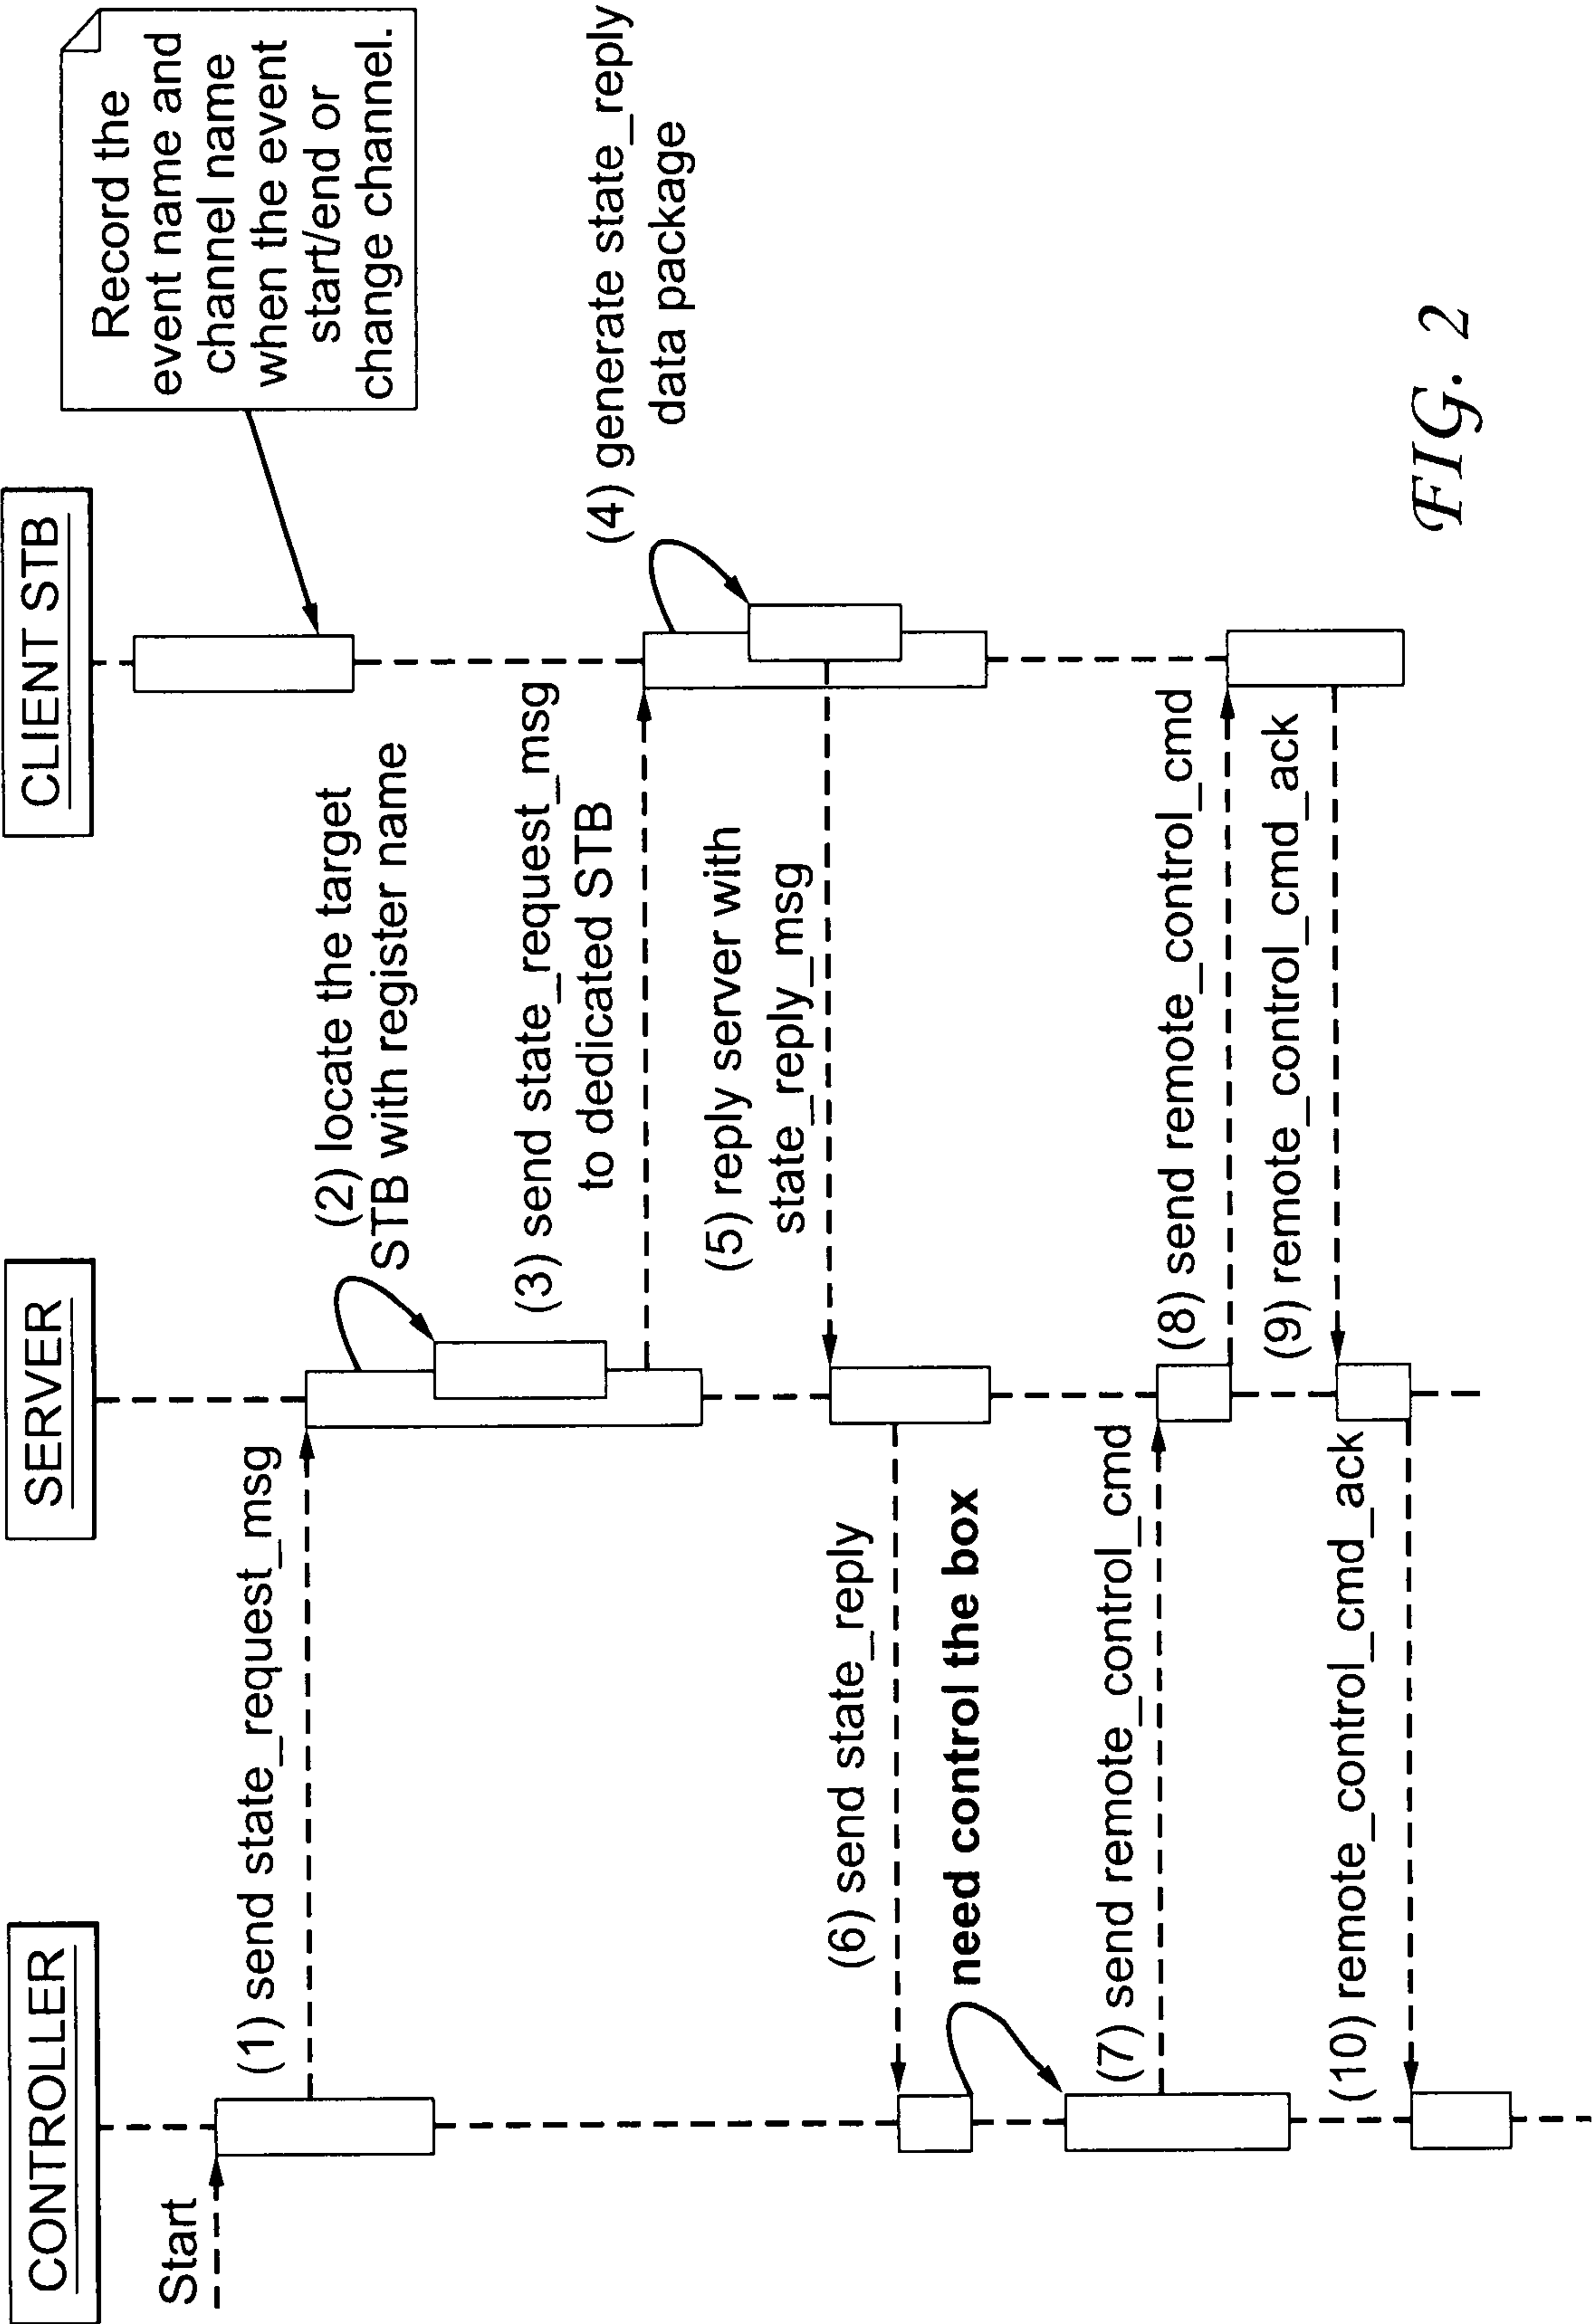 CONTROLLER
SERVER
CLIENT STB
Start
Record the
event name and
channel name
when the event
start/end or
change channel.
(1) send state_request_msg
(2) locate the target
STB with register name
(3) send state_request_msg
to dedicated STB
(4) generate state_reply
data package
(5) reply server with
state_reply_msg
(6) send state_reply
need control the box
(7) send remote_control_cmd
(8) send remote_control_cmd
(9) remote_control_cmd_ack
(10) remote_control_cmd_ack
FIG. 2